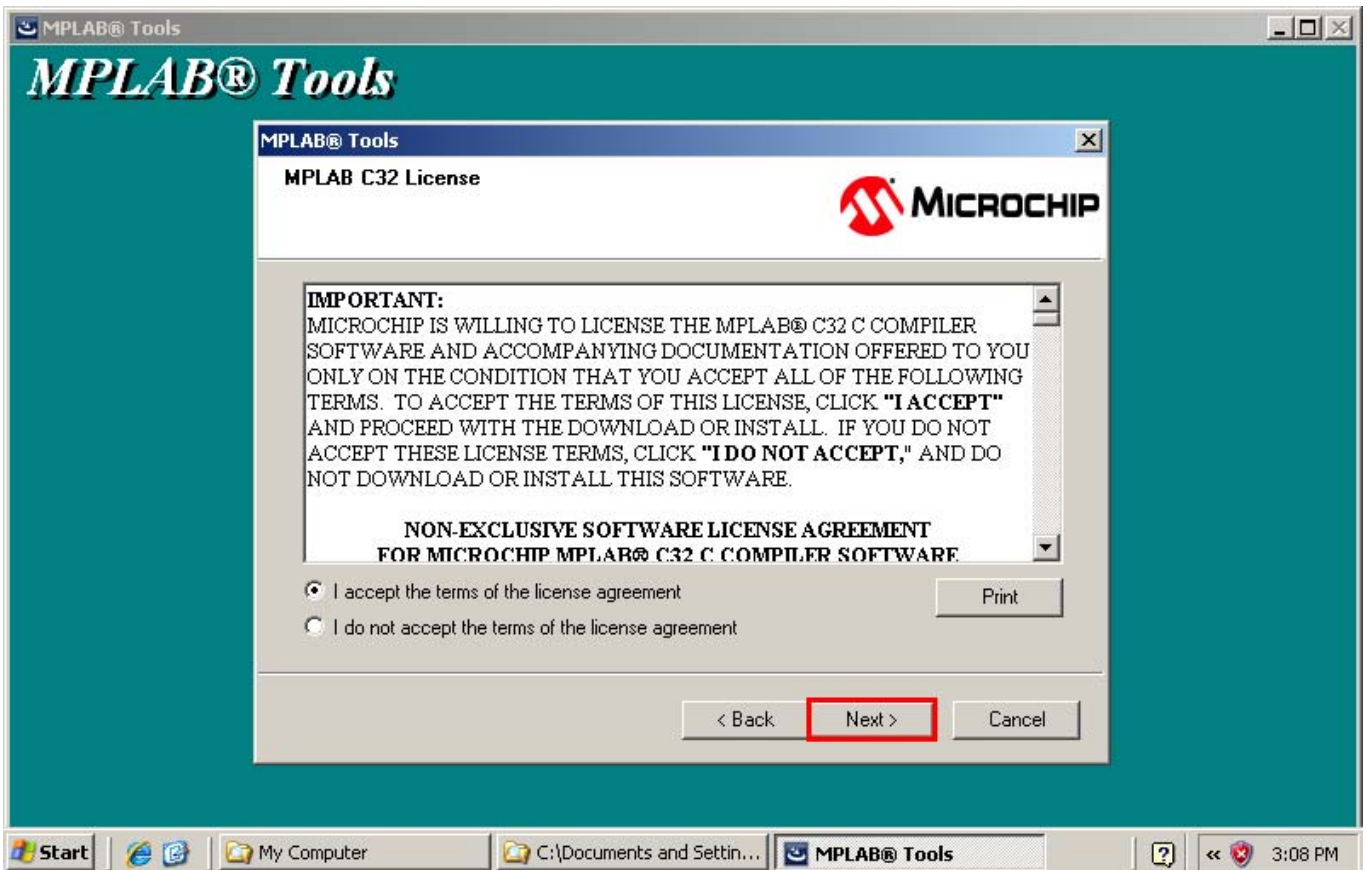 MPLAB® Tools
MPLAB® Tools
MPLAB® Tools
MPLAB C32 License
MICROCHIP
IMPORTANT:
MICROCHIP IS WILLING TO LICENSE THE MPLAB® C32 C COMPILER
SOFTWARE AND ACCOMPANYING DOCUMENTATION OFFERED TO YOU
ONLY ON THE CONDITION THAT YOU ACCEPT ALL OF THE FOLLOWING
TERMS. TO ACCEPT THE TERMS OF THIS LICENSE, CLICK "I ACCEPT"
AND PROCEED WITH THE DOWNLOAD OR INSTALL. IF YOU DO NOT
ACCEPT THESE LICENSE TERMS, CLICK "I DO NOT ACCEPT," AND DO
NOT DOWNLOAD OR INSTALL THIS SOFTWARE.
NON-EXCLUSIVE SOFTWARE LICENSE AGREEMENT
FOR MICROCHIP MPLAB® C32 C COMPILER SOFTWARE
I accept the terms of the license agreement
Print
I do not accept the terms of the license agreement
< Back Next > Cancel
Start My Computer C:\Documents and Settin... MPLAB® Tools ? « 3:08 PM